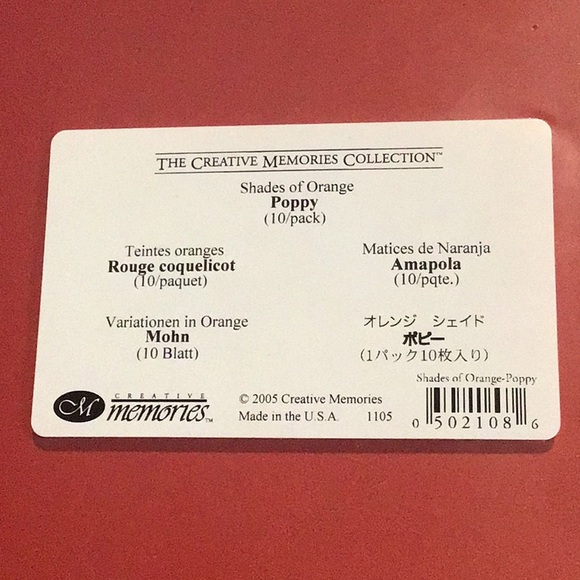 THE CREATIVE MEMORIES COLLECTION™
Shades of Orange
Poppy
(10/pack)
Teintes oranges
Rouge coquelicot
(10/paquet)
Matices de Naranja
Amapola
(10/pqte.)
Variationen in Orange
Mohn
(10 Blatt)
オレンジ　シェイド
ポピー
(1パック10枚入り)
M
CREATIVE
memories™
© 2005 Creative Memories
Made in the U.S.A. 1105
Shades of Orange-Poppy
0 502108 6